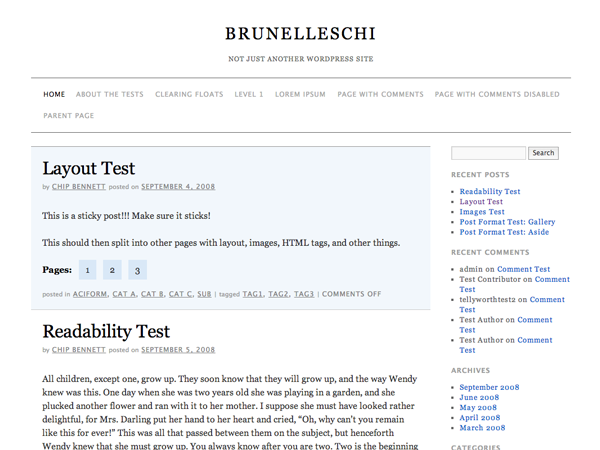 BRUNELLESCHI
NOT JUST ANOTHER WORDPRESS SITE
HOME ABOUT THE TESTS CLEARING FLOATS LEVEL 1 LOREM IPSUM PAGE WITH COMMENTS PAGE WITH COMMENTS DISABLED
PARENT PAGE
Layout Test
by CHIP BENNETT posted on SEPTEMBER 4, 2008
This is a sticky post!!! Make sure it sticks!
This should then split into other pages with layout, images, HTML tags, and other things.
Pages: 1 2 3
posted in ACIFORM, CAT A, CAT B, CAT C, SUB | tagged TAG1, TAG2, TAG3 | COMMENTS OFF
Readability Test
by CHIP BENNETT posted on SEPTEMBER 5, 2008
All children, except one, grow up. They soon know that they will grow up, and the way Wendy
knew was this. One day when she was two years old she was playing in a garden, and she
plucked another flower and ran with it to her mother. I suppose she must have looked rather
delightful, for Mrs. Darling put her hand to her heart and cried, “Oh, why can't you remain
like this for ever!” This was all that passed between them on the subject, but henceforth
Wendy knew that she must grow up. You always know after you are two. Two is the beginning
Search
RECENT POSTS
Readability Test
Layout Test
Images Test
Post Format Test: Gallery
Post Format Test: Aside
RECENT COMMENTS
admin on Comment Test
Test Contributor on Comment
Test
tellyworthtest2 on Comment
Test
Test Author on Comment
Test
Test Author on Comment
Test
ARCHIVES
September 2008
June 2008
May 2008
April 2008
March 2008
CATEGORIES